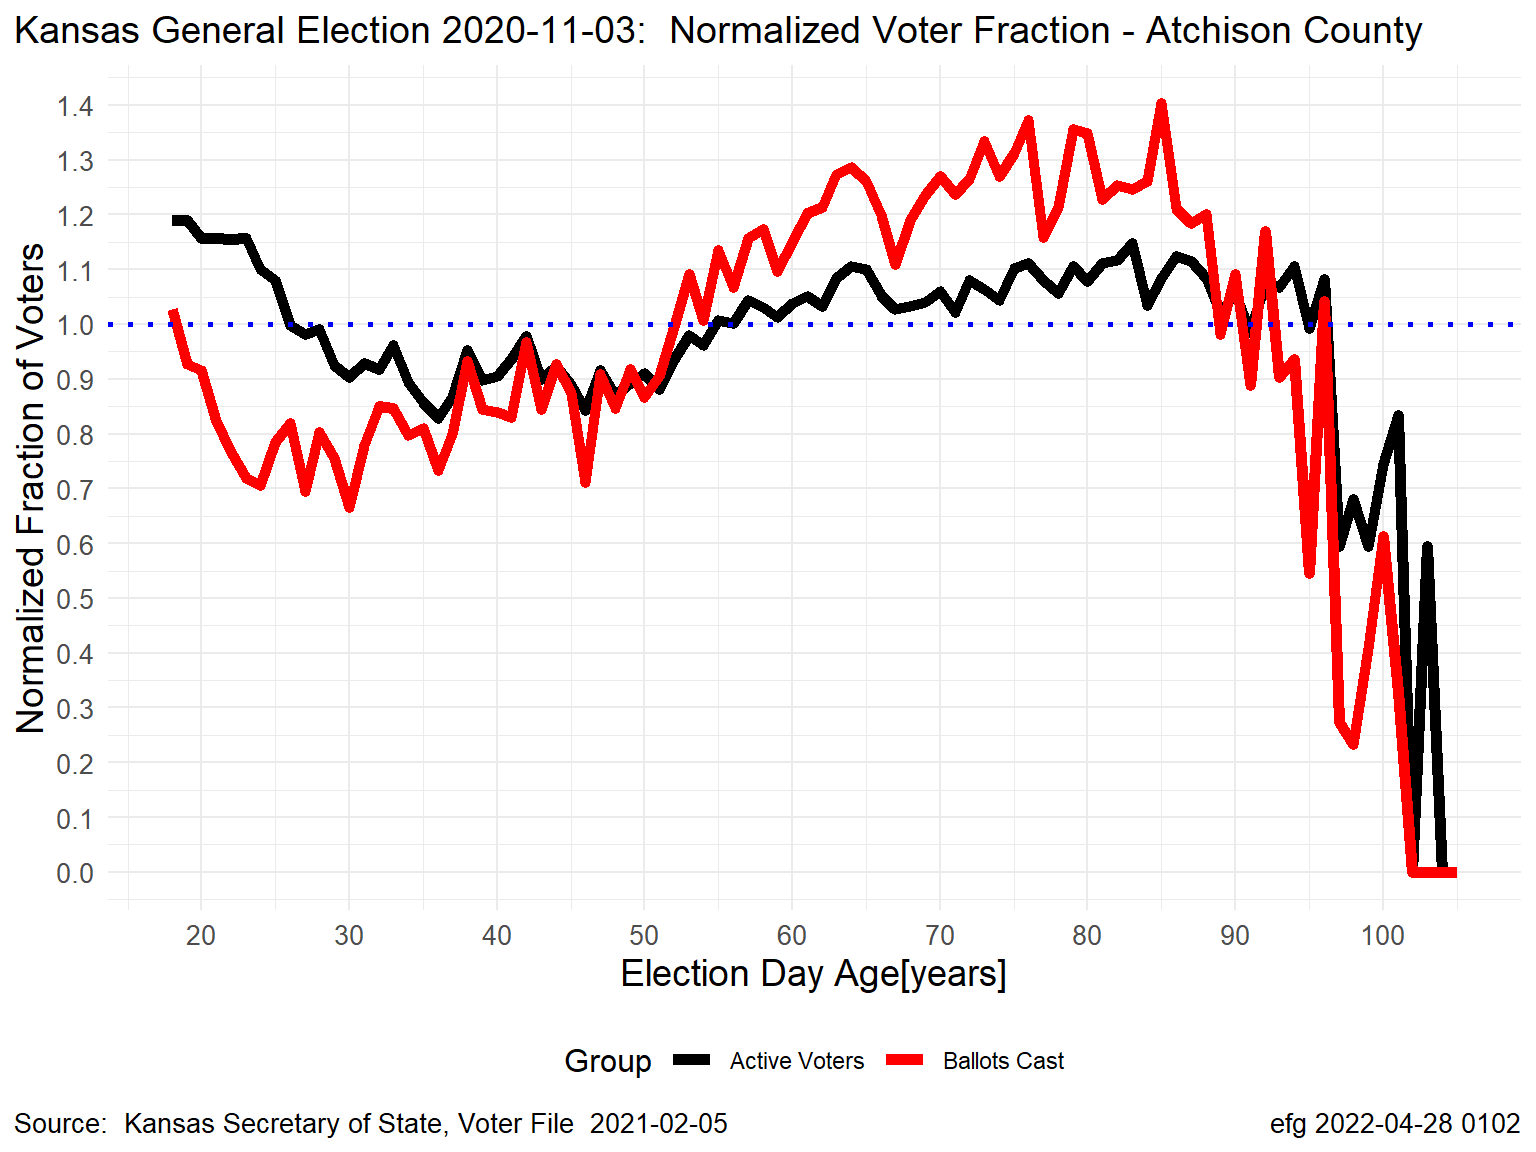 Kansas General Election 2020-11-03:  Normalized Voter Fraction - Atchison County
Normalized Fraction of Voters
1.4
1.3
1.2
1.1
1.0
0.9
0.8
0.7
0.6
0.5
0.4
0.3
0.2
0.1
0.0
20 30 40 50 60 70 80 90 100
Election Day Age[years]
Group Active Voters Ballots Cast
Source:  Kansas Secretary of State, Voter File  2021-02-05 efg 2022-04-28 0102